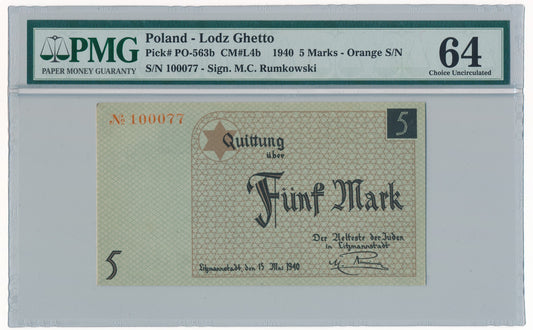 PMG
PAPER MONEY GUARANTY
Poland - Lodz Ghetto
Pick# PO-563b CM#L4b 1940 5 Marks - Orange S/N
S/N 100077 - Sign. M.C. Rumkowski
64
Choice Uncirculated
№ 100077
5
Quittung
über
Fünf Mark
Der Aelteste der Juden
in Litzmannstadt
5
Litzmannstadt, den 15. Mai 1940